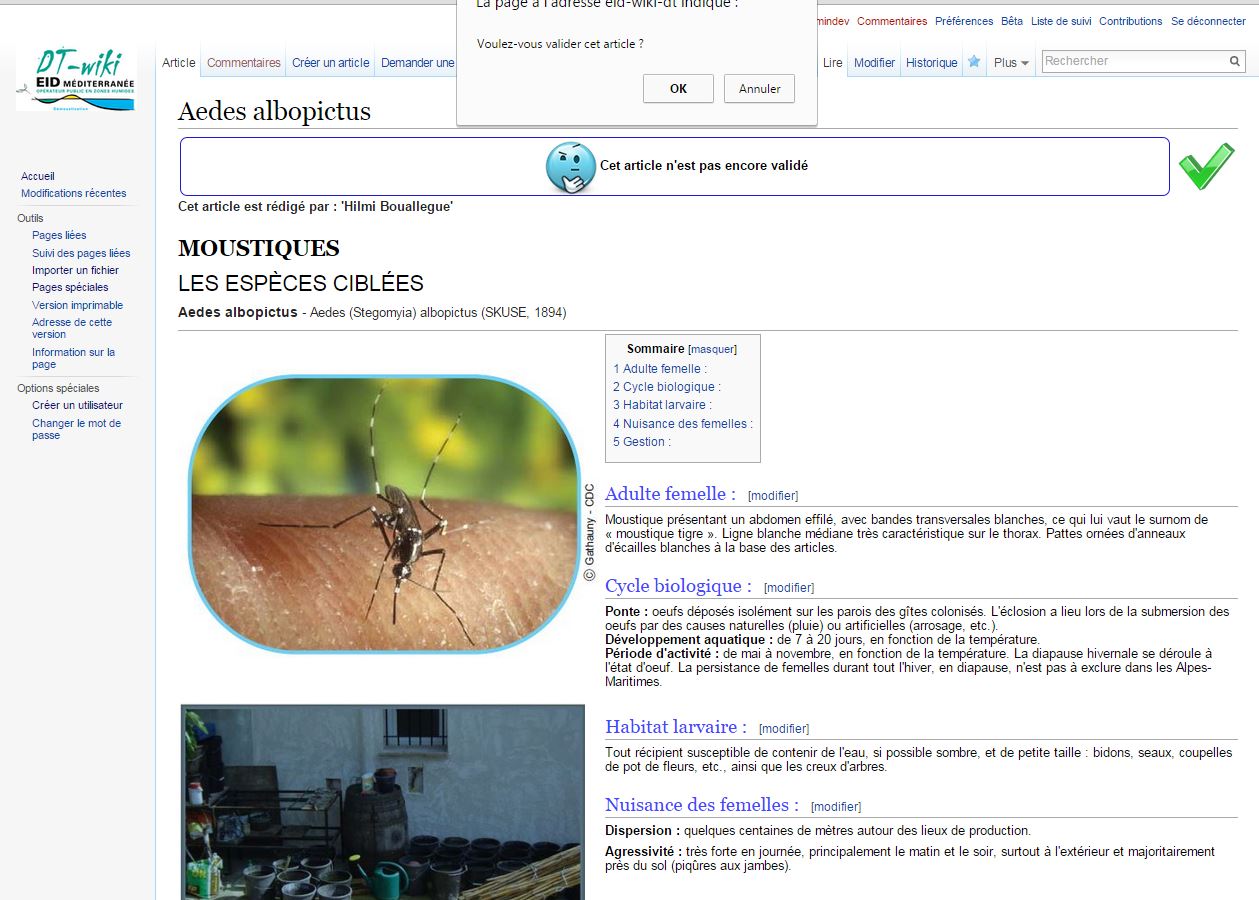 La page à l'adresse eid-wiki-dt indique :
Voulez-vous valider cet article ?
OK
Annuler
mindev Commentaires Préférences Bêta Liste de suivi Contributions Se déconnecter
Article Commentaires Créer un article Demander une
Lire Modifier Historique Plus Rechercher
DT-wiki
EID MÉDITERRANÉE
OPÉRATEUR PUBLIC EN ZONES HUMIDES
Démoustication
Accueil
Modifications récentes
Outils
Pages liées
Suivi des pages liées
Importer un fichier
Pages spéciales
Version imprimable
Adresse de cette
version
Information sur la
page
Options spéciales
Créer un utilisateur
Changer le mot de
passe
Aedes albopictus
Cet article n'est pas encore validé
Cet article est rédigé par : 'Hilmi Bouallegue'
MOUSTIQUES
LES ESPÈCES CIBLÉES
Aedes albopictus - Aedes (Stegomyia) albopictus (SKUSE, 1894)
© Gathauny - CDC
Sommaire [masquer]
1 Adulte femelle :
2 Cycle biologique :
3 Habitat larvaire :
4 Nuisance des femelles :
5 Gestion :
Adulte femelle : [modifier]
Moustique présentant un abdomen effilé, avec bandes transversales blanches, ce qui lui vaut le surnom de
« moustique tigre ». Ligne blanche médiane très caractéristique sur le thorax. Pattes ornées d'anneaux
d'écailles blanches à la base des articles.
Cycle biologique : [modifier]
Ponte : oeufs déposés isolément sur les parois des gîtes colonisés. L'éclosion a lieu lors de la submersion des
oeufs par des causes naturelles (pluie) ou artificielles (arrosage, etc.).
Développement aquatique : de 7 à 20 jours, en fonction de la température.
Période d'activité : de mai à novembre, en fonction de la température. La diapause hivernale se déroule à
l'état d'oeuf. La persistance de femelles durant tout l'hiver, en diapause, n'est pas à exclure dans les Alpes-
Maritimes.
Habitat larvaire : [modifier]
Tout récipient susceptible de contenir de l'eau, si possible sombre, et de petite taille : bidons, seaux, coupelles
de pot de fleurs, etc., ainsi que les creux d'arbres.
Nuisance des femelles : [modifier]
Dispersion : quelques centaines de mètres autour des lieux de production.
Agressivité : très forte en journée, principalement le matin et le soir, surtout à l'extérieur et majoritairement
près du sol (piqûres aux jambes).